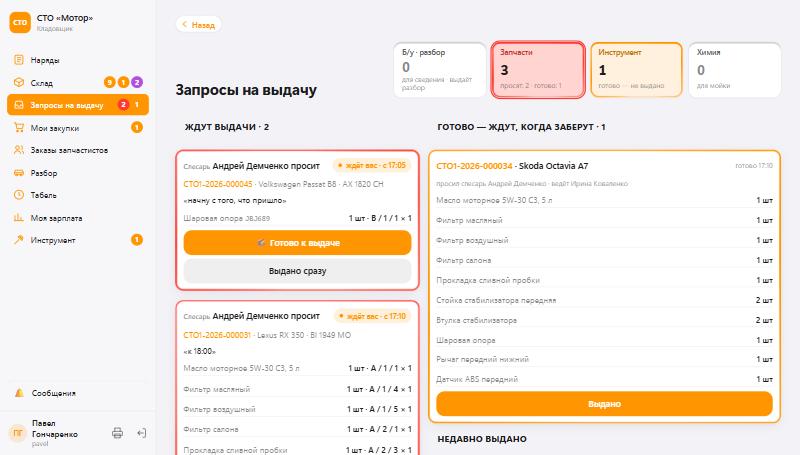 СТО
СТО «Мотор»
Кладовщик
Наряды
Склад 9 1 2
Запросы на выдачу 2 1
Мои закупки 1
Заказы запчастистов
Разбор
Табель
Моя зарплата
Инструмент 1
Сообщения
ПГ
Павел
Гончаренко
pavel
Назад
Запросы на выдачу
Б/у · разбор
0
для сведения · выдаёт
разбор
Запчасти
3
просят: 2 · готово: 1
Инструмент
1
готово — не выдано
Химия
0
для мойки
ЖДУТ ВЫДАЧИ · 2
Слесарь Андрей Демченко просит
ждёт вас · с 17:05
СТО1-2026-000045 · Volkswagen Passat B8 · AX 1820 CH
«начну с того, что пришло»
Шаровая опора JBJ689 1 шт · B / 1 / 1 × 1
Готово к выдаче
Выдано сразу
Слесарь Андрей Демченко просит
ждёт вас · с 17:10
СТО1-2026-000031 · Lexus RX 350 · BI 1949 MO
«к 18:00»
Масло моторное 5W-30 C3, 5 л 1 шт · A / 1 / 1 × 1
Фильтр масляный 1 шт · A / 1 / 4 × 1
Фильтр воздушный 1 шт · A / 1 / 5 × 1
Фильтр салона 1 шт · A / 2 / 1 × 1
Прокладка сливной пробки 1 шт · A / 2 / 3 × 1
ГОТОВО — ЖДУТ, КОГДА ЗАБЕРУТ · 1
СТО1-2026-000034 · Skoda Octavia A7
готово 17:10
просил слесарь Андрей Демченко · ведёт Ирина Коваленко
Масло моторное 5W-30 C3, 5 л 1 шт
Фильтр масляный 1 шт
Фильтр воздушный 1 шт
Фильтр салона 1 шт
Прокладка сливной пробки 1 шт
Стойка стабилизатора передняя 2 шт
Втулка стабилизатора 2 шт
Шаровая опора 1 шт
Рычаг передний нижний 1 шт
Датчик ABS передний 1 шт
Выдано
НЕДАВНО ВЫДАНО